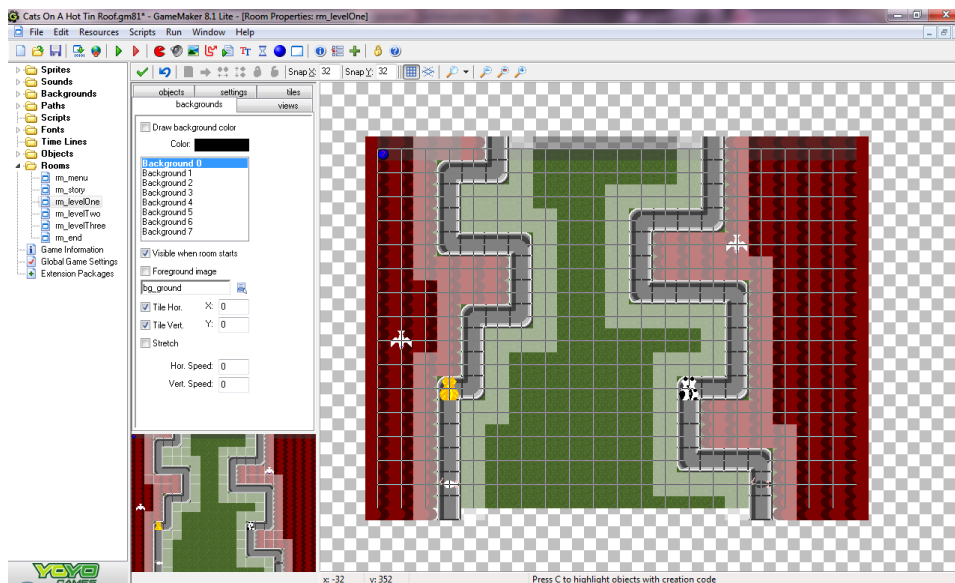 Cats On A Hot Tin Roof.gm81* - GameMaker 8.1 Lite - [Room Properties: rm_levelOne]
File Edit Resources Scripts Run Window Help
Sprites
Sounds
Backgrounds
Paths
Scripts
Fonts
Time Lines
Objects
Rooms
rm_menu
rm_story
rm_levelOne
rm_levelTwo
rm_levelThree
rm_end
Game Information
Global Game Settings
Extension Packages
Snap X: 32 Snap Y: 32
objects settings tiles
backgrounds views
Draw background color
Color:
Background 0
Background 1
Background 2
Background 3
Background 4
Background 5
Background 6
Background 7
Visible when room starts
Foreground image
bg_ground
Tile Hor. X: 0
Tile Vert. Y: 0
Stretch
Hor. Speed: 0
Vert. Speed: 0
YOYO
GAMES
x: -32 y: 352 Press C to highlight objects with creation code